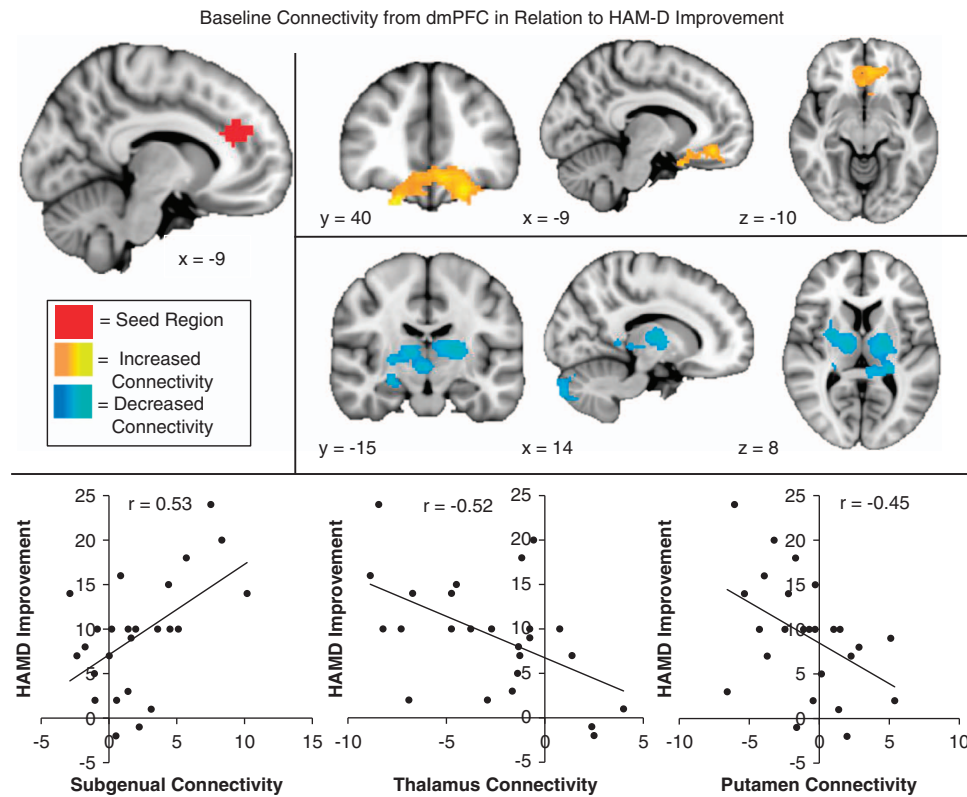 Baseline Connectivity from dmPFC in Relation to HAM-D Improvement
x = -9
y = 40
x = -9
z = -10
= Seed Region
= Increased
Connectivity
= Decreased
Connectivity
y = -15
x = 14
z = 8
HAMD Improvement
r = 0.53
25
20
15
10
5
0
-5
-5
0
5
10
15
Subgenual Connectivity
HAMD Improvement
r = -0.52
25
20
15
10
5
0
-5
-10
-5
0
5
Thalamus Connectivity
HAMD Improvement
r = -0.45
25
20
15
10
5
0
-5
-10
-5
0
5
10
Putamen Connectivity